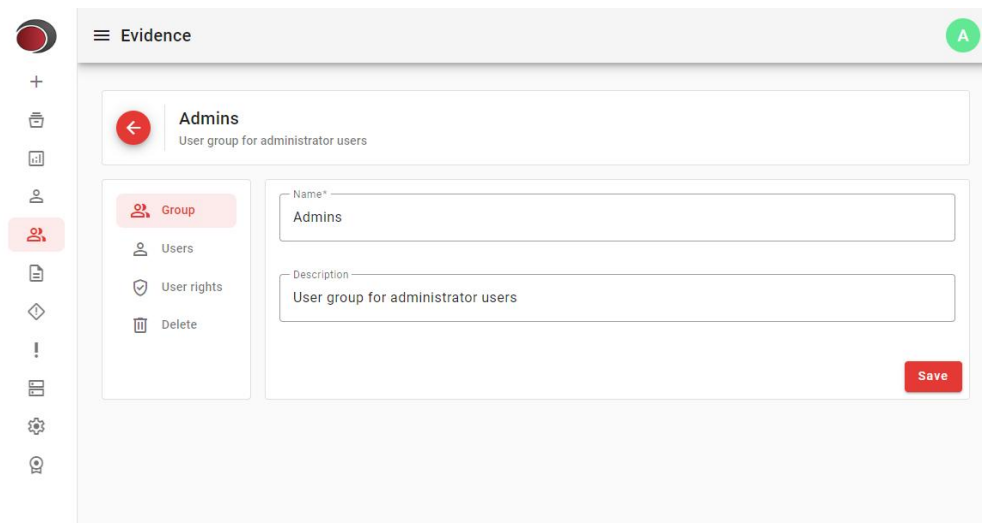 Evidence
A
Admins
User group for administrator users
Group
Users
User rights
Delete
Name*
Admins
Description
User group for administrator users
Save